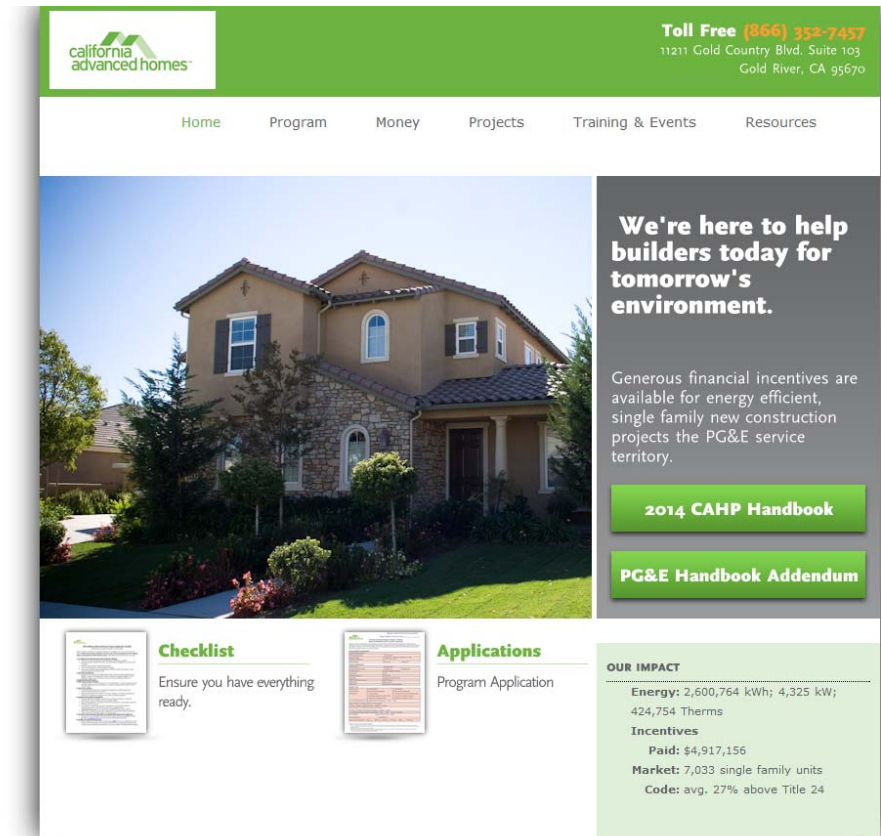 california
advanced homes
Toll Free (866) 352-7457
11211 Gold Country Blvd. Suite 103
Gold River, CA 95670
Home Program Money Projects Training & Events Resources
We're here to help
builders today for
tomorrow's
environment.
Generous financial incentives are
available for energy efficient,
single family new construction
projects the PG&E service
territory.
2014 CAHP Handbook
PG&E Handbook Addendum
Checklist
Ensure you have everything
ready.
Applications
Program Application
OUR IMPACT
Energy: 2,600,764 kWh; 4,325 kW;
424,754 Therms
Incentives
Paid: $4,917,156
Market: 7,033 single family units
Code: avg. 27% above Title 24